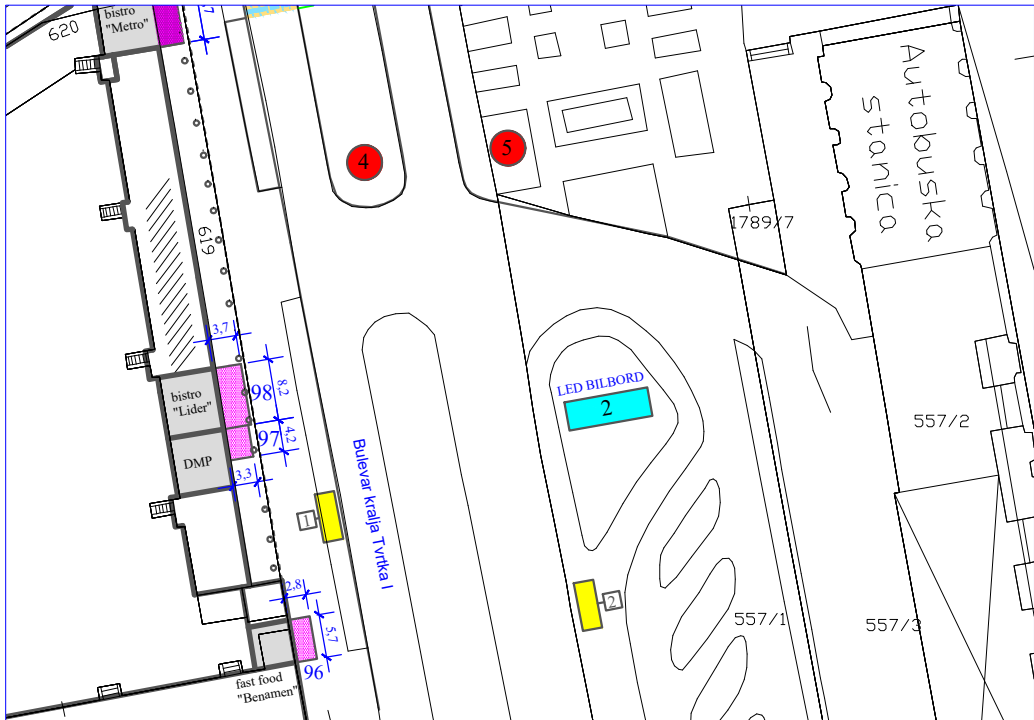 bistro
"Metro"
620
7
4
5
Autobuska
stanica
1789/7
619
3,7
8,2
98
bistro
"Lider"
97
4,2
DMP
3,3
LED BILBORD
2
557/2
Bulevar kralja Tvrtka I
1
2
2,8
5,7
96
fast food
"Benamen"
557/1
557/3